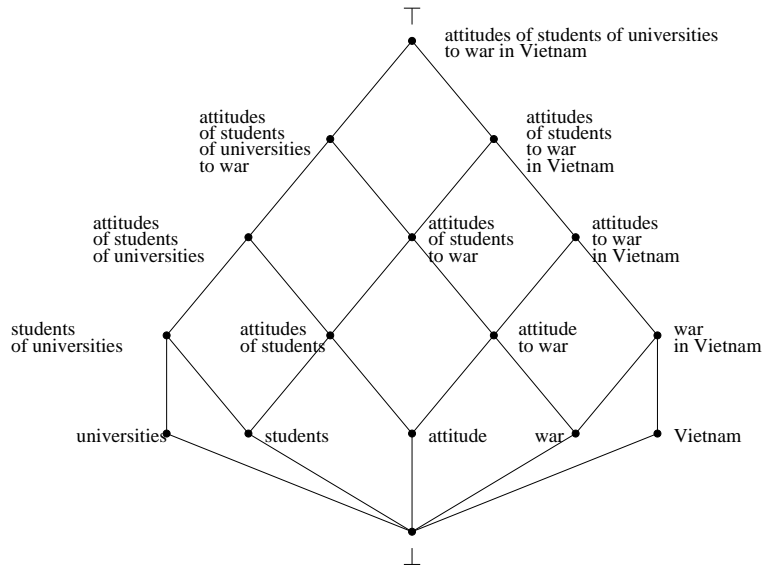 ⊤
attitudes of students of universities
to war in Vietnam
attitudes
of students
of universities
to war
attitudes
of students
to war
in Vietnam
attitudes
of students
of universities
attitudes
of students
to war
attitudes
to war
in Vietnam
students
of universities
attitudes
of students
attitude
to war
war
in Vietnam
universities
students
attitude
war
Vietnam
⊥